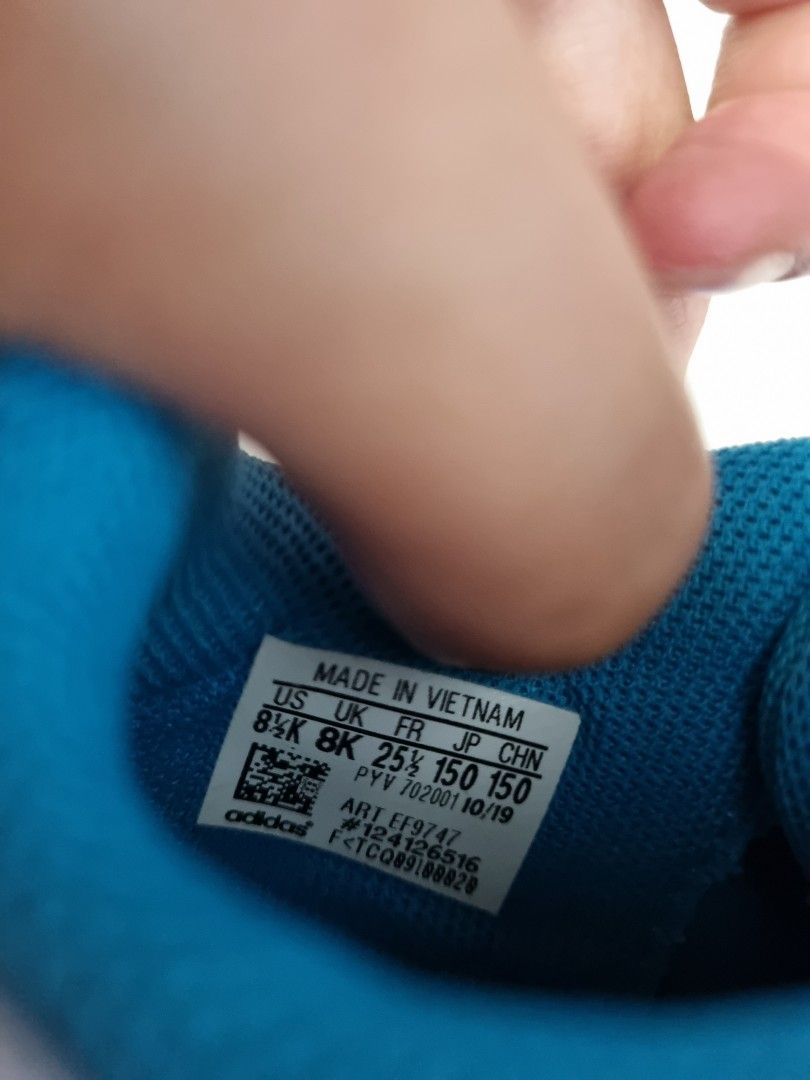 MADE IN VIETNAM
US UK FR JP CHN
8½K 8K 25½ 150 150
PYV 702001 10/19
adidas
ART EF9747
#124126516